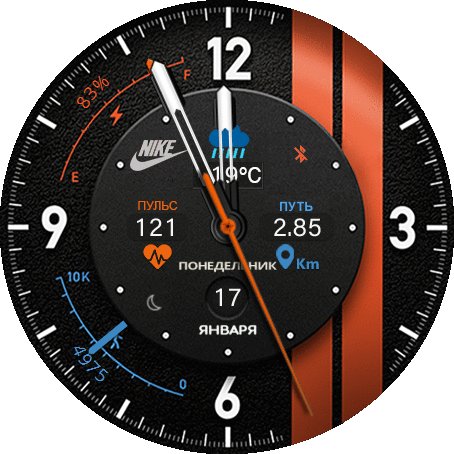 12
83%
F
E
NIKE
19°C
ПУЛЬС
ПУТЬ
121
2.85
9
3
ПОНЕДЕЛЬНИК
Km
17
ЯНВАРЯ
10K
4975
0
6